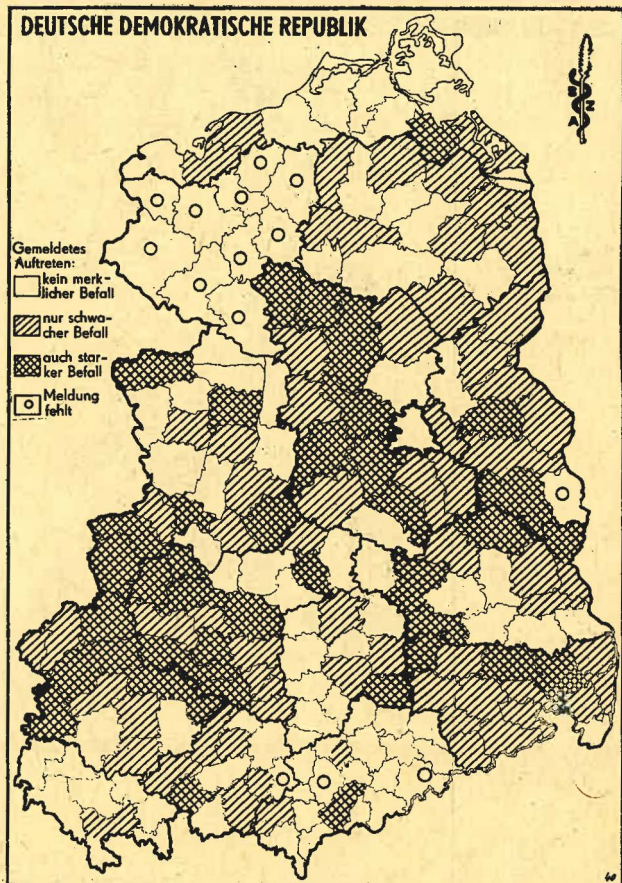 DEUTSCHE DEMOKRATISCHE REPUBLIK
B
S Z
A
Gemeldetes
Auftreten:
kein merk-
licher Befall
nur schwa-
cher Befall
auch star-
ker Befall
Meldung
fehlt
40